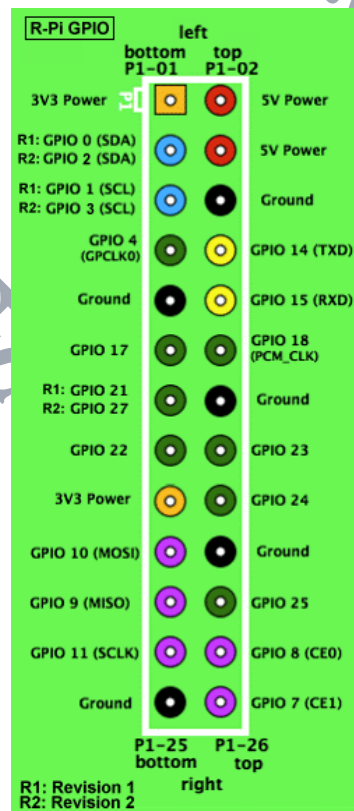 R-Pi GPIO
left
bottom top
P1-01 P1-02
3V3 Power P1 5V Power
R1: GPIO 0 (SDA)
R2: GPIO 2 (SDA) 5V Power
R1: GPIO 1 (SCL)
R2: GPIO 3 (SCL) Ground
GPIO 4
(GPCLK0) GPIO 14 (TXD)
Ground GPIO 15 (RXD)
GPIO 17 GPIO 18
(PCM_CLK)
R1: GPIO 21
R2: GPIO 27 Ground
GPIO 22 GPIO 23
3V3 Power GPIO 24
GPIO 10 (MOSI) Ground
GPIO 9 (MISO) GPIO 25
GPIO 11 (SCLK) GPIO 8 (CE0)
Ground GPIO 7 (CE1)
P1-25 P1-26
bottom top
right
R1: Revision 1
R2: Revision 2